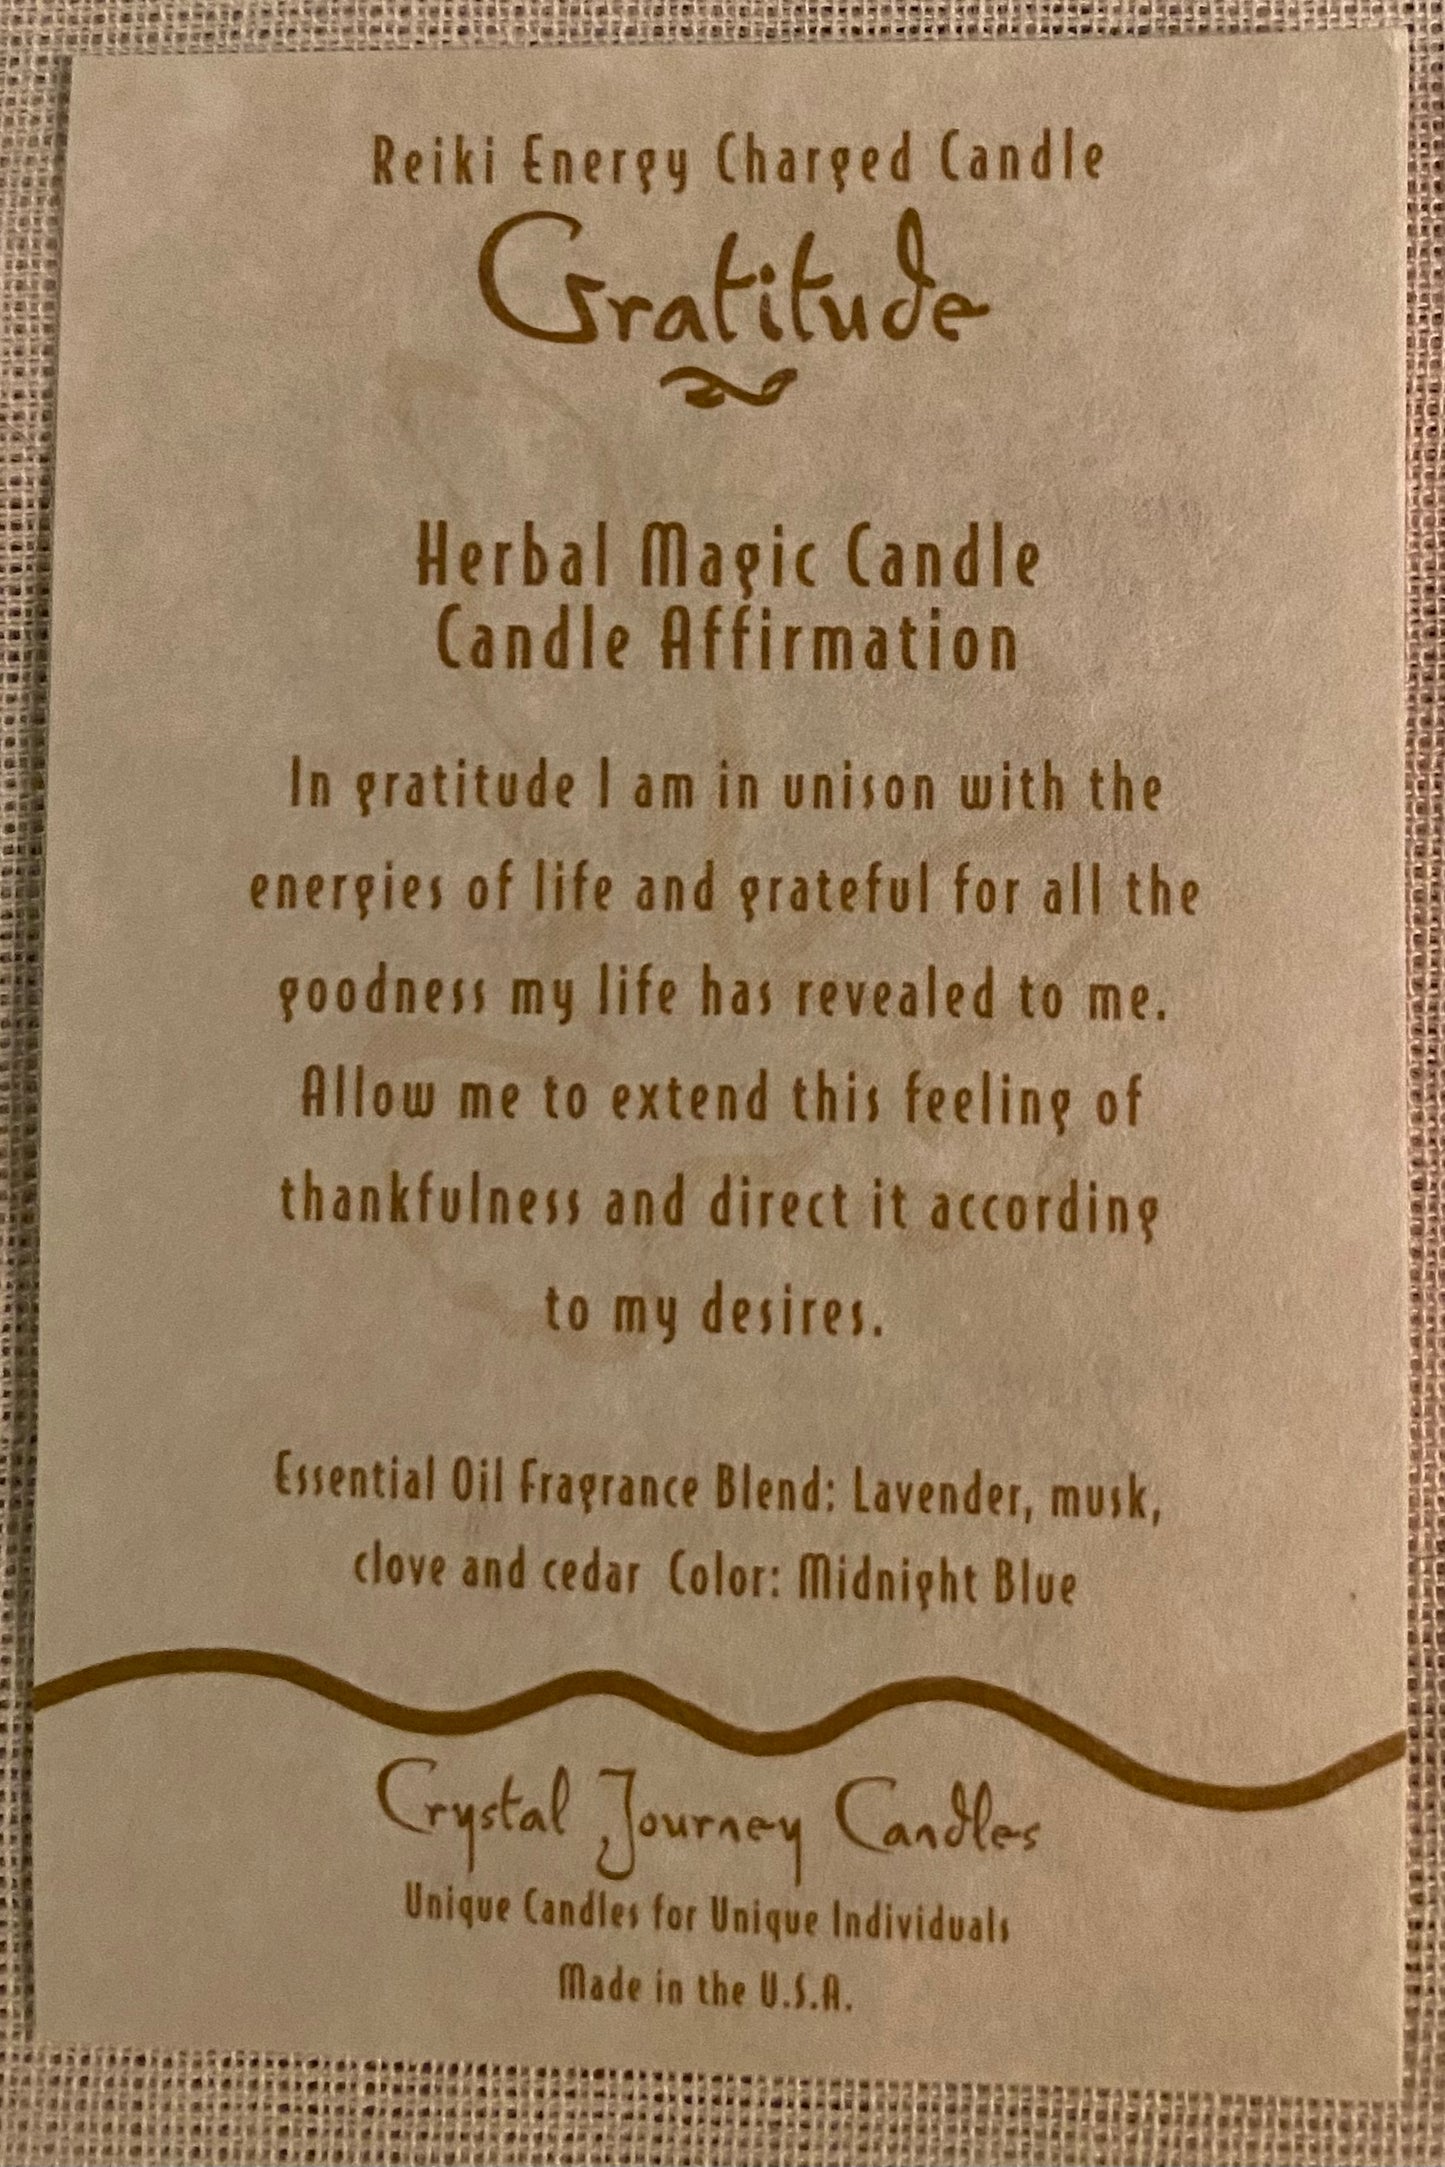 Reiki Energy Charged Candle
Gratitude
Herbal Magic Candle
Candle Affirmation
In gratitude I am in unison with the
energies of life and grateful for all the
goodness my life has revealed to me.
Allow me to extend this feeling of
thankfulness and direct it according
to my desires.
Essential Oil Fragrance Blend: Lavender, musk,
clove and cedar  Color: Midnight Blue
Crystal Journey Candles
Unique Candles for Unique Individuals
Made in the U.S.A.